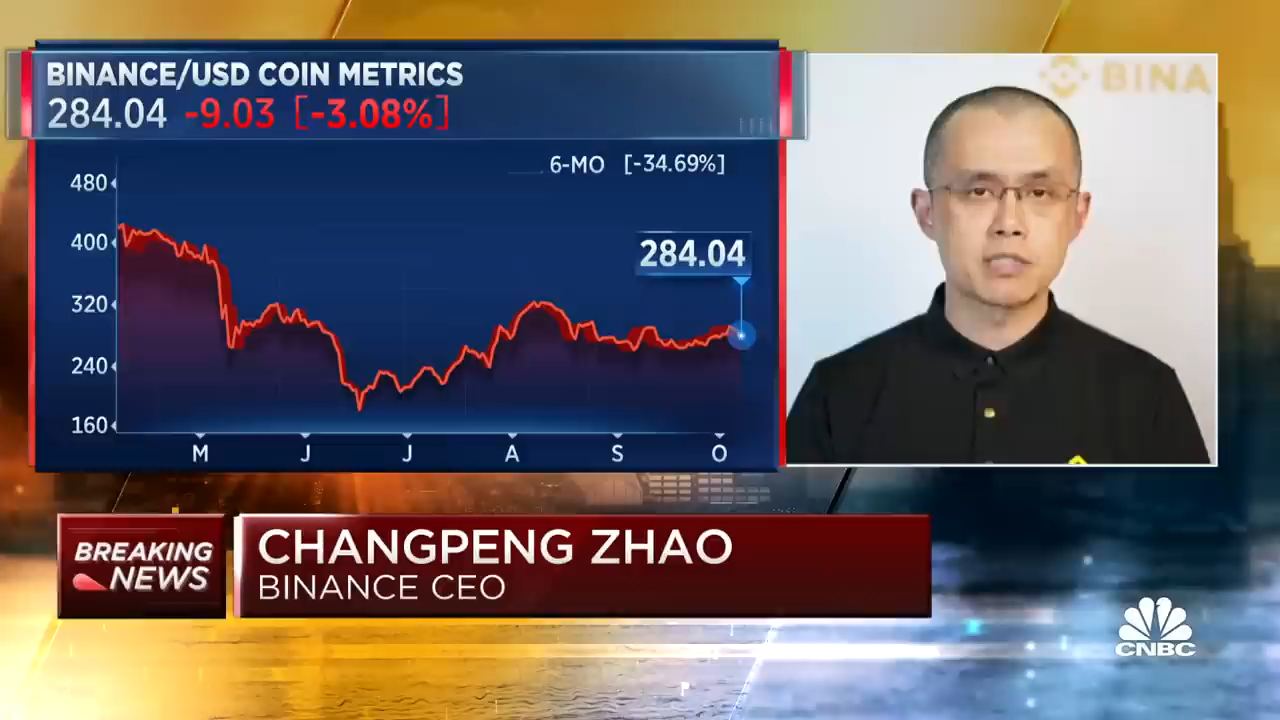 BINANCE/USD COIN METRICS
284.04 -9.03 [-3.08%]
6-MO [-34.69%]
480
400
320
240
160
284.04
M J J A S O
BINA
BREAKING
NEWS
CHANGPENG ZHAO
BINANCE CEO
CNBC